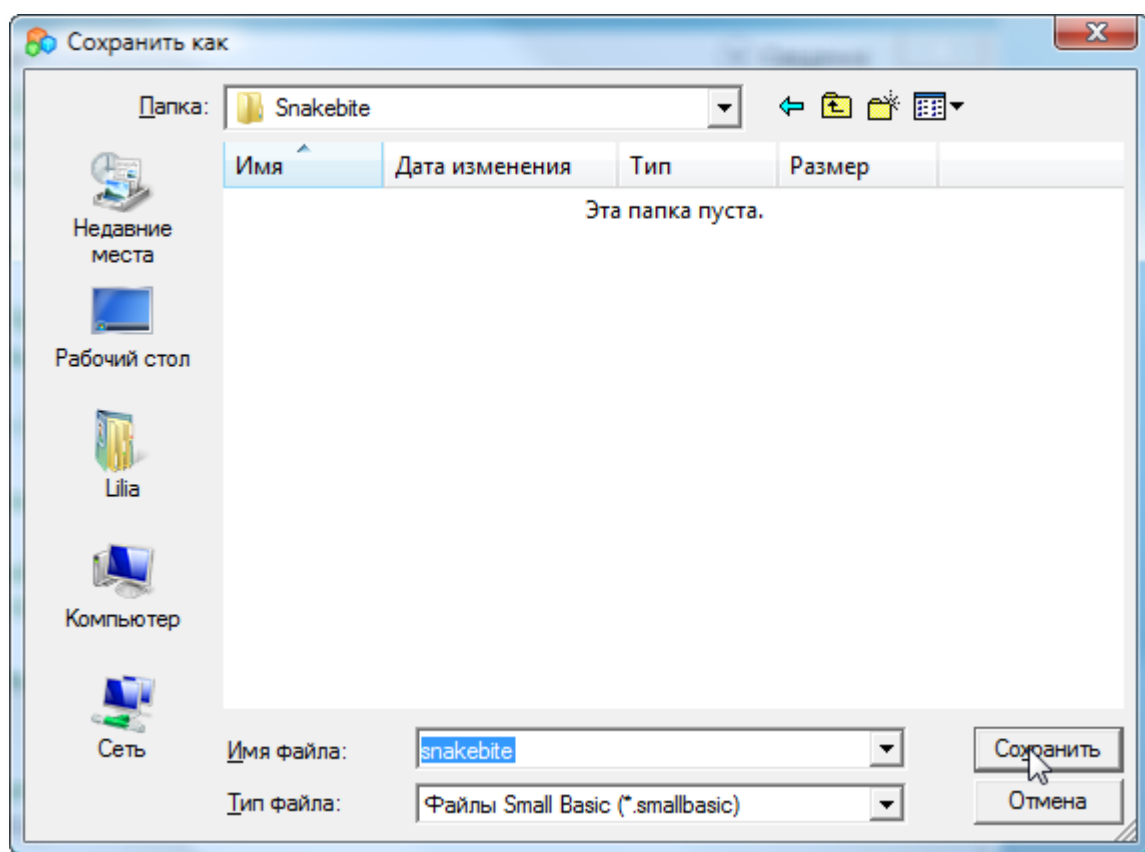 Сохранить как
Папка: Snakebite
Имя Дата изменения Тип Размер
Эта папка пуста.
Недавние
места
Рабочий стол
Lilia
Компьютер
Сеть
Имя файла: snakebite Сохранить
Тип файла: Файлы Small Basic (*.smallbasic) Отмена